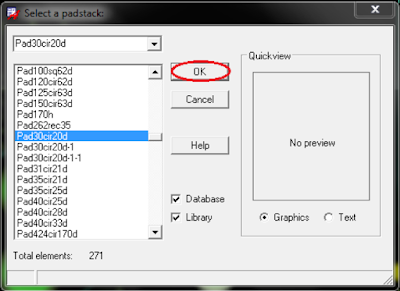 Select a padstack:
Pad30cir20d
Pad100sq62d
Pad120cir62d
Pad125cir63d
Pad150cir63d
Pad170h
Pad262rec35
Pad30cir20d
Pad30cir20d-1
Pad30cir20d-1-1
Pad31cir21d
Pad35cir21d
Pad35cir25d
Pad40cir25d
Pad40cir28d
Pad40cir33d
Pad424cir170d
OK
Cancel
Help
Database
Library
Quickview
No preview
Graphics
Text
Total elements: 271